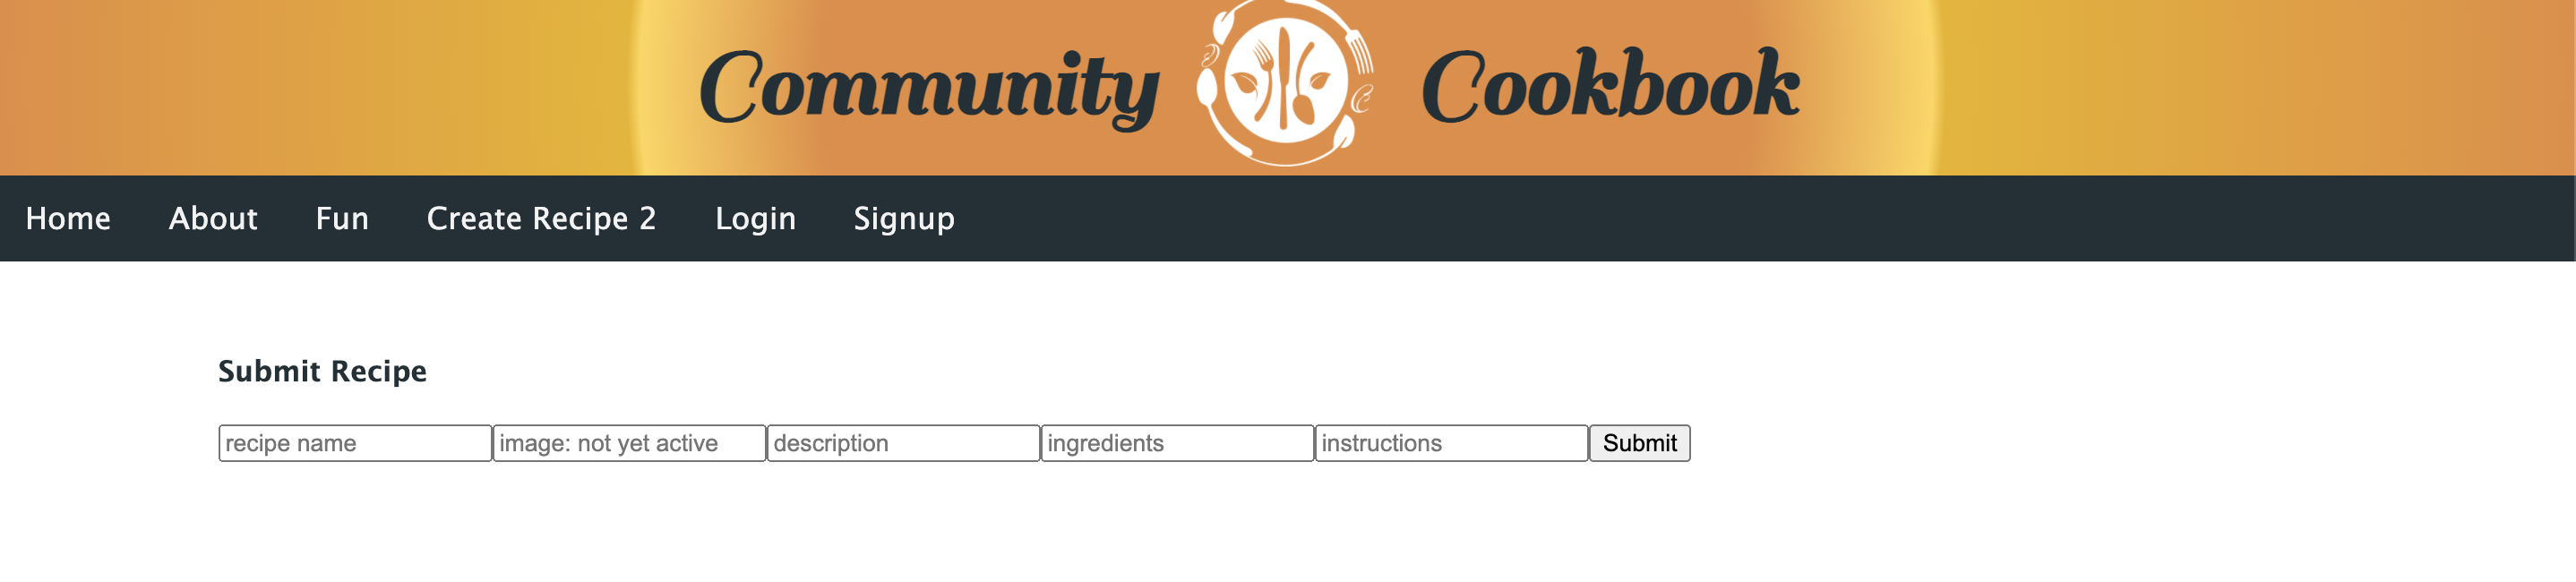 Community Cookbook
Home About Fun Create Recipe 2 Login Signup
Submit Recipe
recipe name image: not yet active description ingredients instructions Submit